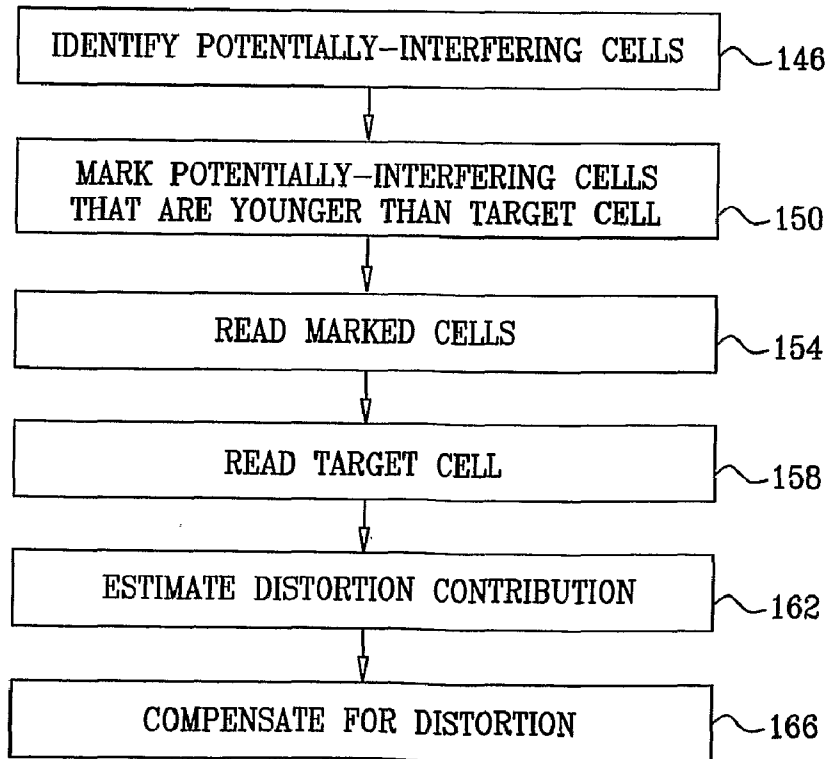 IDENTIFY POTENTIALLY-INTERFERING CELLS
146
MARK POTENTIALLY-INTERFERING CELLS
THAT ARE YOUNGER THAN TARGET CELL
150
READ MARKED CELLS
154
READ TARGET CELL
158
ESTIMATE DISTORTION CONTRIBUTION
162
COMPENSATE FOR DISTORTION
166